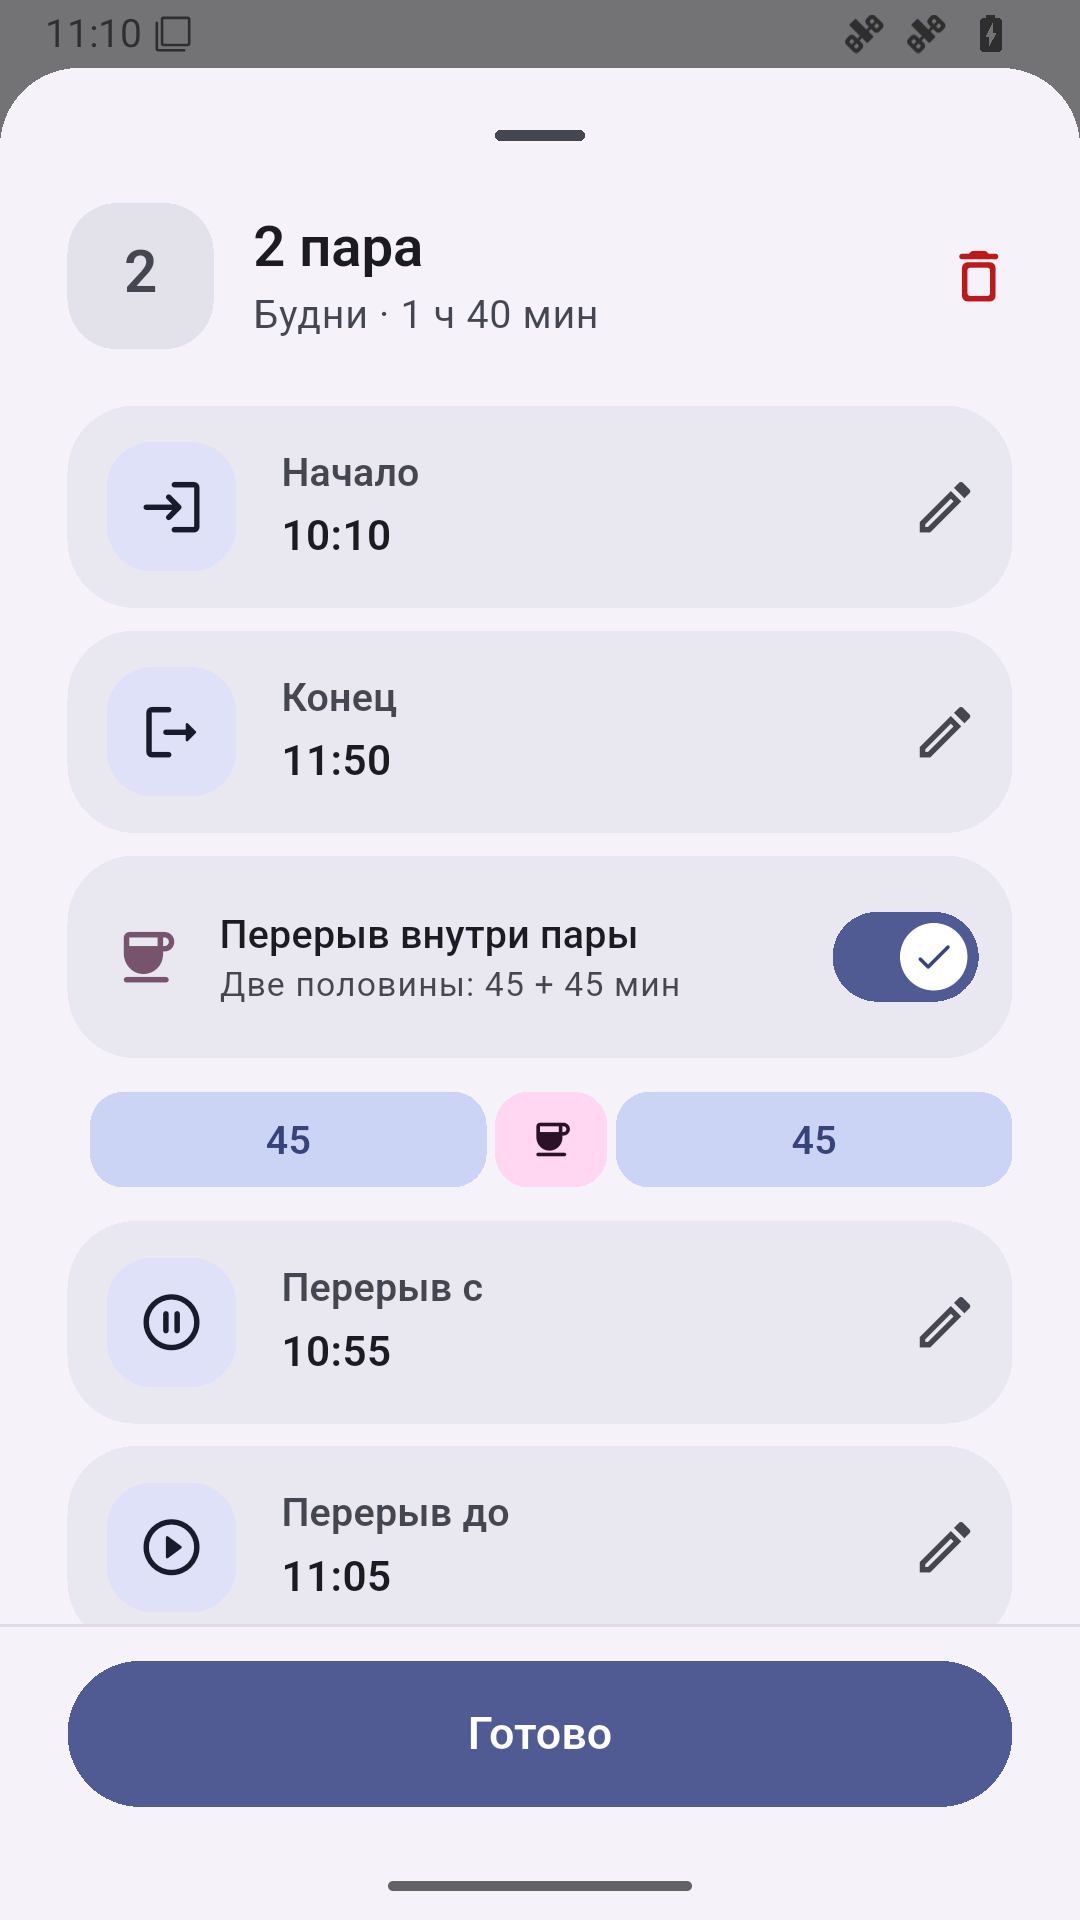 11:10
2
2 пара
Будни · 1 ч 40 мин
Начало
10:10
Конец
11:50
Перерыв внутри пары
Две половины: 45 + 45 мин
45
45
Перерыв с
10:55
Перерыв до
11:05
Готово